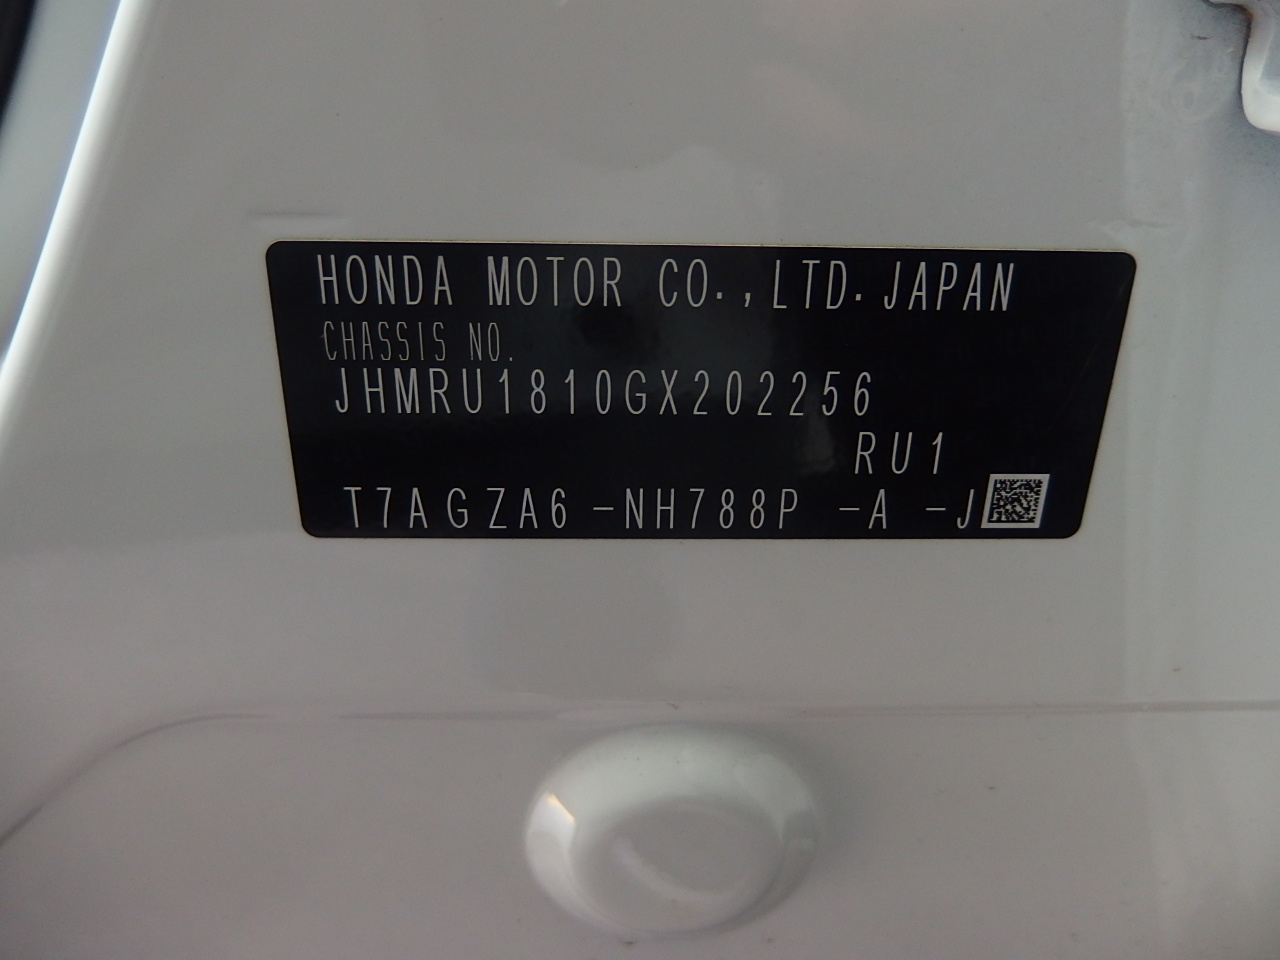 HONDA MOTOR CO.,LTD.JAPAN
CHASSIS NO.
JHMRU1810GX202256
RU1
T7AGZA6-NH788P -A -J